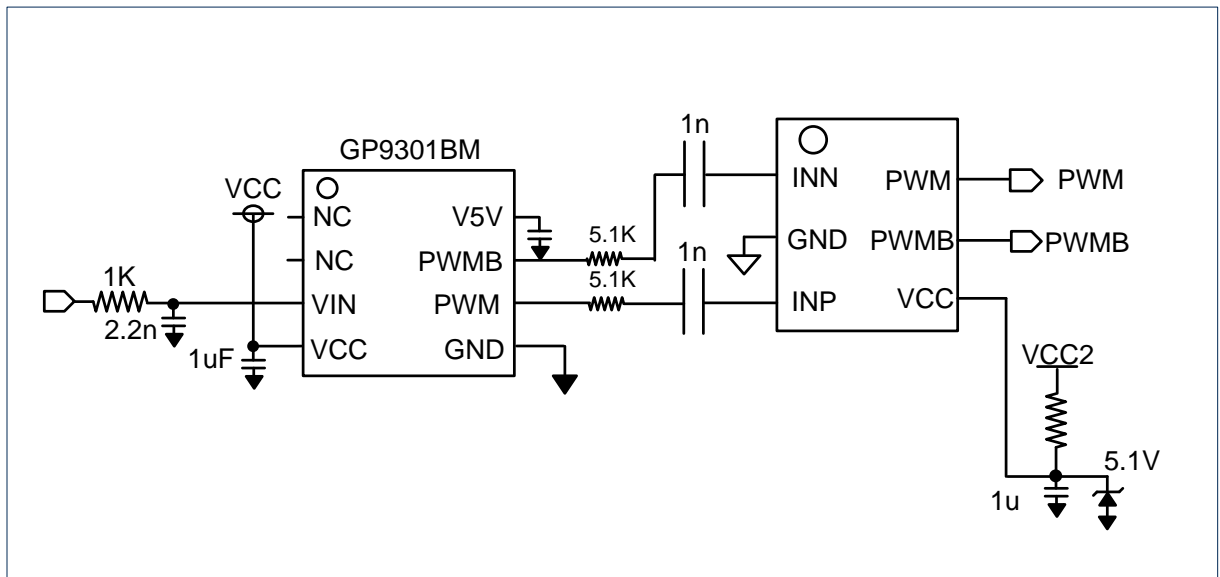 GP9301BM
VCC
NC
NC
VIN
VCC
V5V
PWMB
PWM
GND
1K
2.2n
1uF
5.1K
5.1K
1n
1n
INN
GND
INP
PWM
PWMB
VCC
PWM
PWMB
VCC2
5.1V
1u